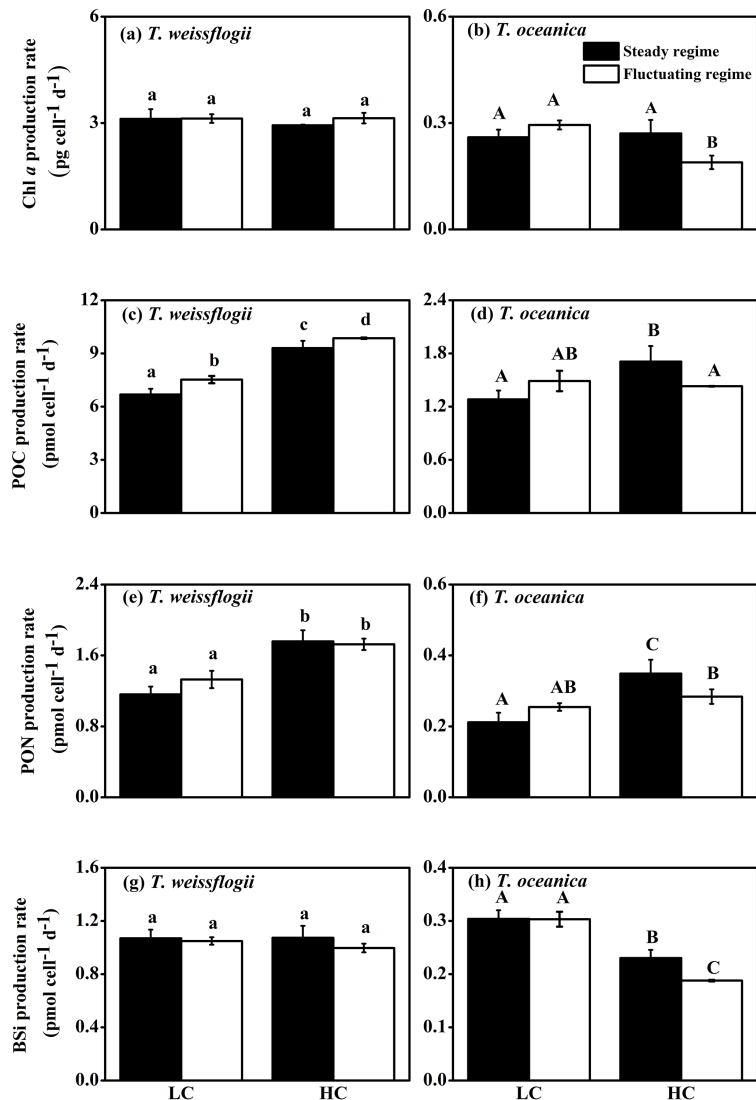 (a) T. weissflogii
(b) T. oceanica
Steady regime
Fluctuating regime
Chl a production rate
(pg cell-1 d-1)
6
3
0
a a a a
0.6
0.3
0.0
A A A B
(c) T. weissflogii
(d) T. oceanica
POC production rate
(pmol cell-1 d-1)
12
9
6
3
0
a b c d
2.4
1.8
1.2
0.6
0.0
A AB B A
(e) T. weissflogii
(f) T. oceanica
PON production rate
(pmol cell-1 d-1)
2.4
1.6
0.8
0.0
a a b b
0.6
0.4
0.2
0.0
A AB C B
(g) T. weissflogii
(h) T. oceanica
BSi production rate
(pmol cell-1 d-1)
1.6
1.2
0.8
0.4
0.0
a a a a
0.4
0.3
0.2
0.1
0.0
A A B C
LC HC LC HC